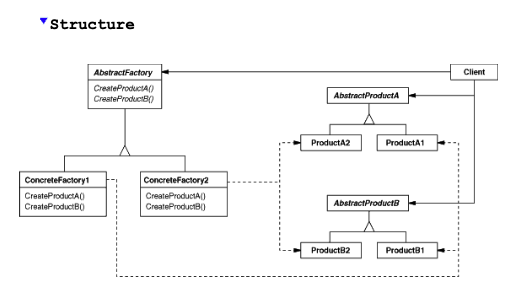 Structure
AbstractFactory
CreateProductA()
CreateProductB()
Client
AbstractProductA
ProductA2
ProductA1
ConcreteFactory1
CreateProductA()
CreateProductB()
ConcreteFactory2
CreateProductA()
CreateProductB()
AbstractProductB
ProductB2
ProductB1